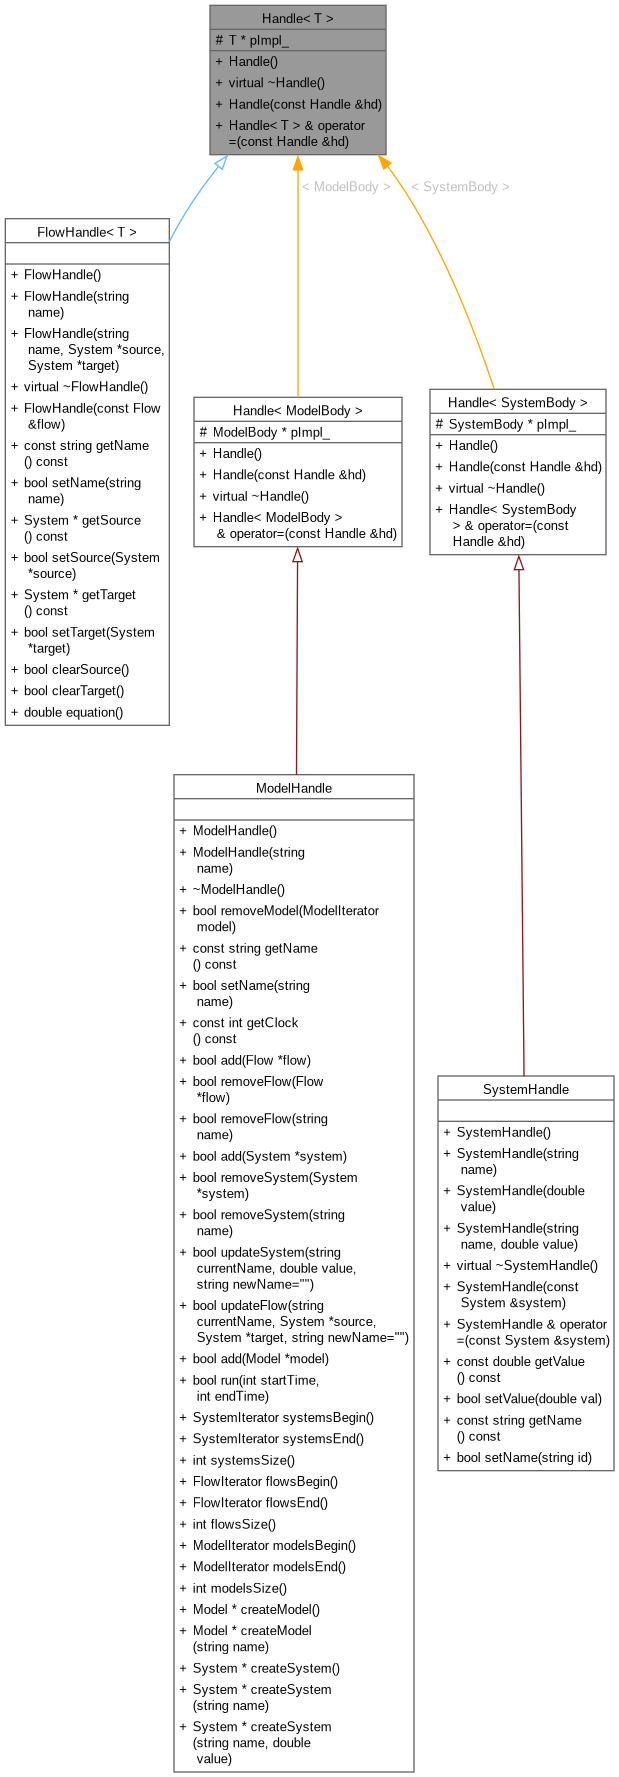 Handle< T >
# T * pImpl_
+ Handle()
+ virtual ~Handle()
+ Handle(const Handle &hd)
+ Handle< T > & operator
=(const Handle &hd)
< ModelBody >
< SystemBody >
FlowHandle< T >
+ FlowHandle()
+ FlowHandle(string
name)
+ FlowHandle(string
name, System *source,
System *target)
+ virtual ~FlowHandle()
+ FlowHandle(const Flow
&flow)
+ const string getName
() const
+ bool setName(string
name)
+ System * getSource
() const
+ bool setSource(System
*source)
+ System * getTarget
() const
+ bool setTarget(System
*target)
+ bool clearSource()
+ bool clearTarget()
+ double equation()
Handle< ModelBody >
# ModelBody * pImpl_
+ Handle()
+ Handle(const Handle &hd)
+ virtual ~Handle()
+ Handle< ModelBody >
& operator=(const Handle &hd)
Handle< SystemBody >
# SystemBody * pImpl_
+ Handle()
+ Handle(const Handle &hd)
+ virtual ~Handle()
+ Handle< SystemBody
> & operator=(const
Handle &hd)
ModelHandle
+ ModelHandle()
+ ModelHandle(string
name)
+ ~ModelHandle()
+ bool removeModel(ModelIterator
model)
+ const string getName
() const
+ bool setName(string
name)
+ const int getClock
() const
+ bool add(Flow *flow)
+ bool removeFlow(Flow
*flow)
+ bool removeFlow(string
name)
+ bool add(System *system)
+ bool removeSystem(System
*system)
+ bool removeSystem(string
name)
+ bool updateSystem(string
currentName, double value,
string newName="")
+ bool updateFlow(string
currentName, System *source,
System *target, string newName="")
+ bool add(Model *model)
+ bool run(int startTime,
int endTime)
+ SystemIterator systemsBegin()
+ SystemIterator systemsEnd()
+ int systemsSize()
+ FlowIterator flowsBegin()
+ FlowIterator flowsEnd()
+ int flowsSize()
+ ModelIterator modelsBegin()
+ ModelIterator modelsEnd()
+ int modelsSize()
+ Model * createModel()
+ Model * createModel
(string name)
+ System * createSystem()
+ System * createSystem
(string name)
+ System * createSystem
(string name, double
value)
SystemHandle
+ SystemHandle()
+ SystemHandle(string
name)
+ SystemHandle(double
value)
+ SystemHandle(string
name, double value)
+ virtual ~SystemHandle()
+ SystemHandle(const
System &system)
+ SystemHandle & operator
=(const System &system)
+ const double getValue
() const
+ bool setValue(double val)
+ const string getName
() const
+ bool setName(string id)